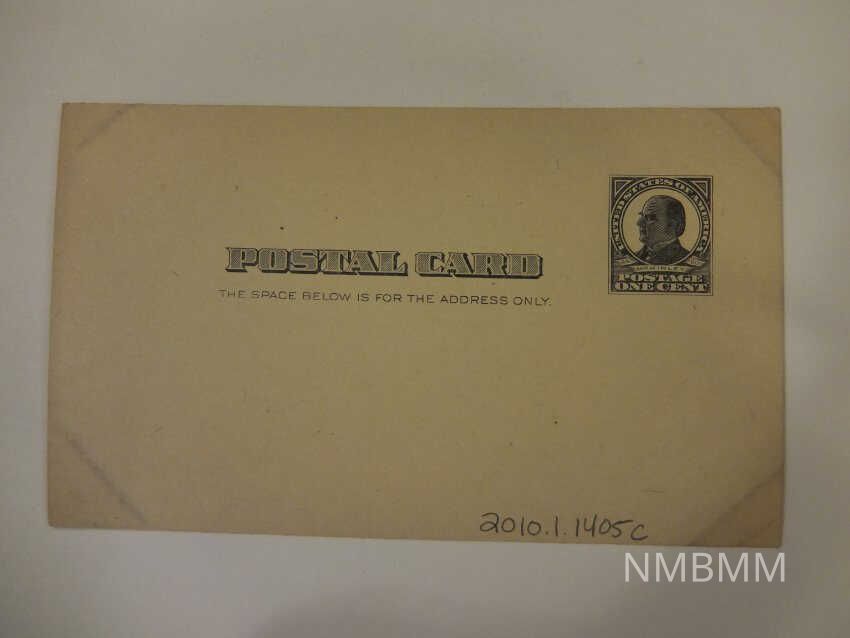 UNITED STATES OF AMERICA
POSTAL CARD
McKINLEY
POSTAGE
ONE CENT
THE SPACE BELOW IS FOR THE ADDRESS ONLY.
2010.1.1405c
NMBMM